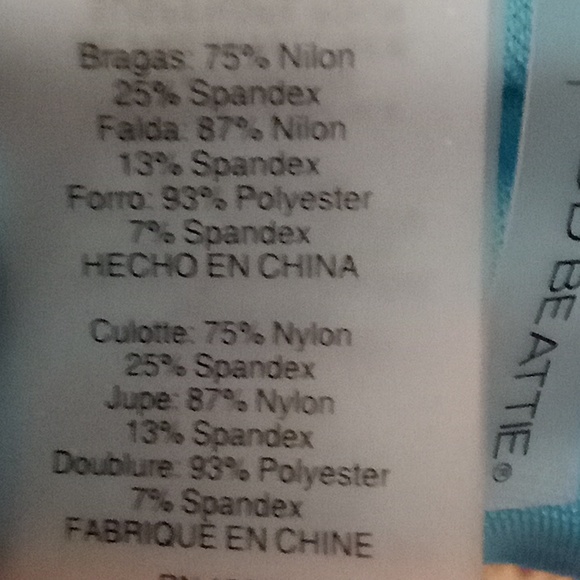 Bragas: 75% Nilon
25% Spandex
Falda: 87% Nilon
13% Spandex
Forro: 93% Polyester
7% Spandex
HECHO EN CHINA
Culotte: 75% Nylon
25% Spandex
Jupe: 87% Nylon
13% Spandex
Doublure: 93% Polyester
7% Spandex
FABRIQUÉ EN CHINE
BEATTIE®